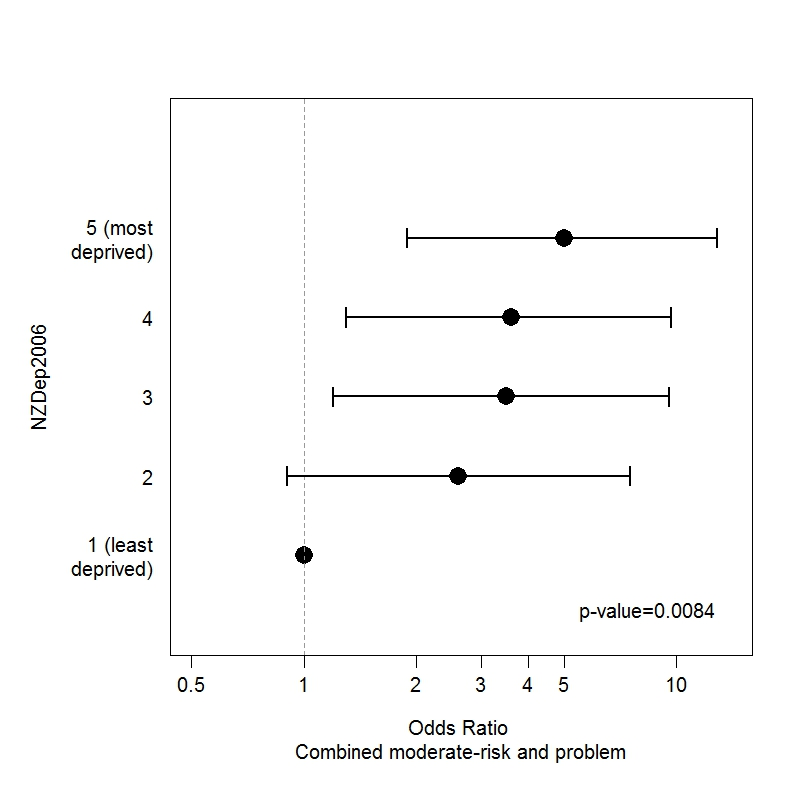 5 (most
deprived)
4
3
2
1 (least
deprived)
NZDep2006
p-value=0.0084
0.5 1 2 3 4 5 10
Odds Ratio
Combined moderate-risk and problem